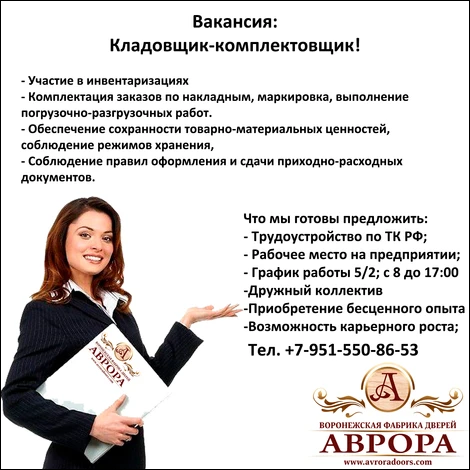 Вакансия:
Кладовщик-комплектовщик!
- Участие в инвентаризациях
- Комплектация заказов по накладным, маркировка, выполнение
погрузочно-разгрузочных работ.
- Обеспечение сохранности товарно-материальных ценностей,
соблюдение режимов хранения,
- Соблюдение правил оформления и сдачи приходно-расходных
документов.
Что мы готовы предложить:
- Трудоустройство по ТК РФ;
- Рабочее место на предприятии;
- График работы 5/2; с 8 до 17:00
-Дружный коллектив
-Приобретение бесценного опыта
-Возможность карьерного роста;
Тел. +7-951-550-86-53
А
ВОРОНЕЖСКАЯ ФАБРИКА ДВЕРЕЙ
АВРОРА
www.avroradoors.com
А
АВРОРА